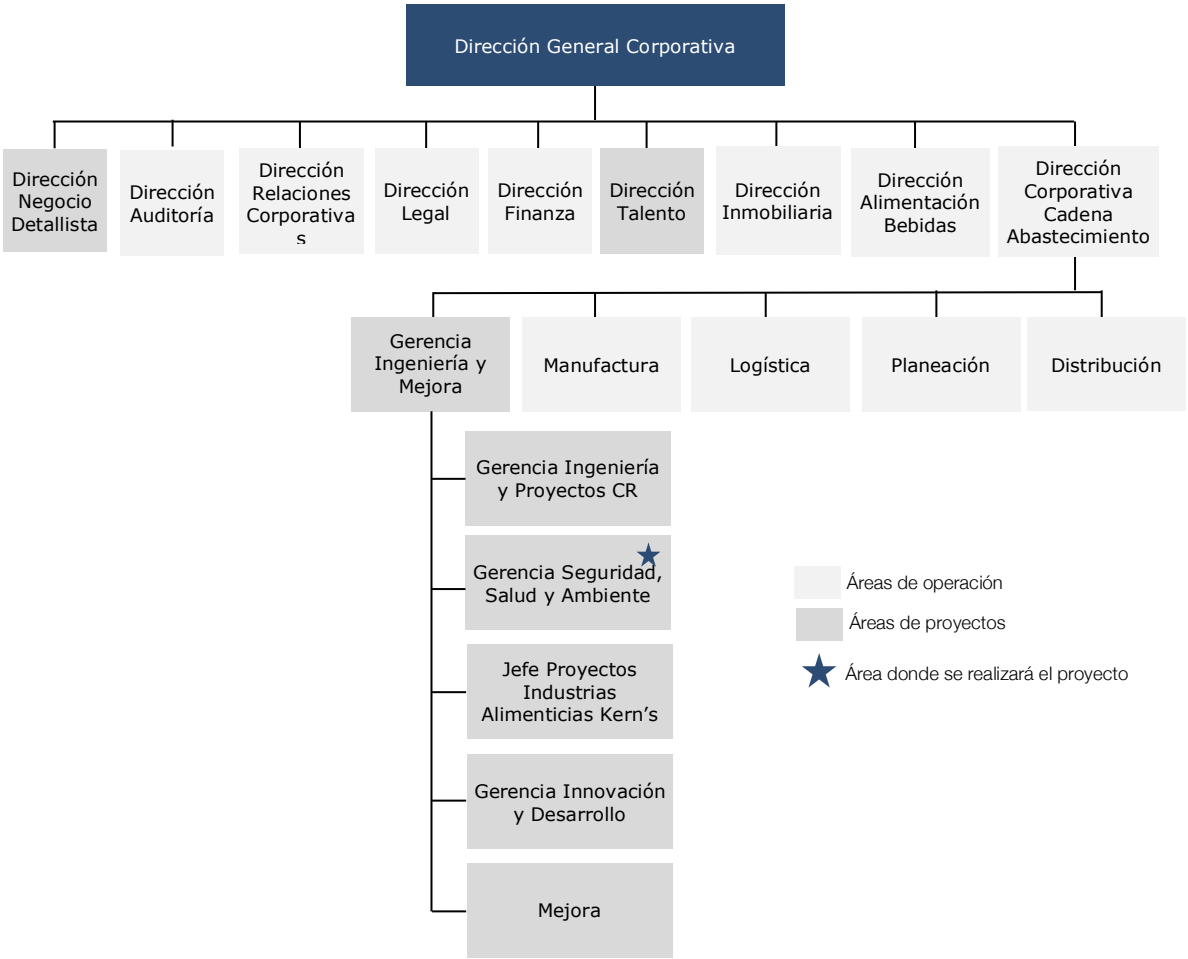 Dirección General Corporativa
Dirección
Negocio
Detallista
Dirección
Auditoría
Dirección
Relaciones
Corporativa
s
Dirección
Legal
Dirección
Finanza
Dirección
Talento
Dirección
Inmobiliaria
Dirección
Alimentación
Bebidas
Dirección
Corporativa
Cadena
Abastecimiento
Gerencia
Ingeniería y
Mejora
Manufactura
Logística
Planeación
Distribución
Gerencia Ingeniería
y Proyectos CR
Gerencia Seguridad,
Salud y Ambiente
Jefe Proyectos
Industrias
Alimenticias Kern’s
Gerencia Innovación
y Desarrollo
Mejora
Áreas de operación
Áreas de proyectos
Área donde se realizará el proyecto